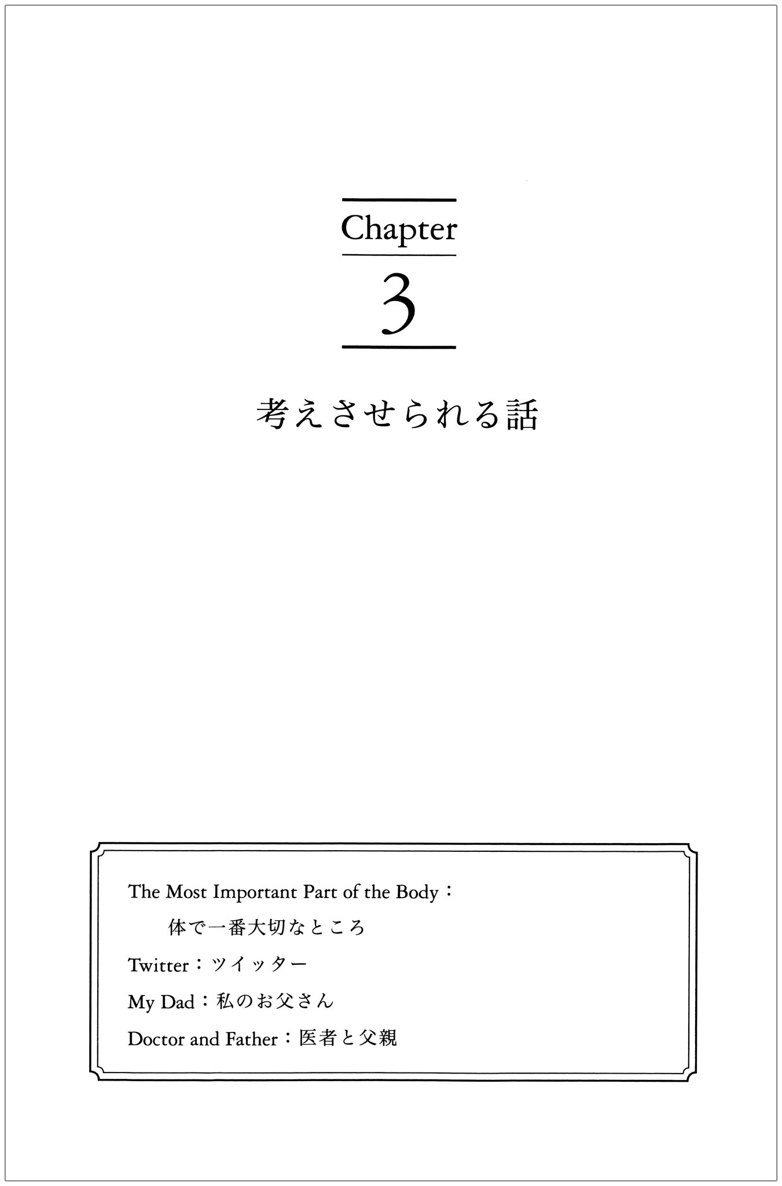 Chapter
3
考えさせられる話
The Most Important Part of the Body：
体で一番大切なところ
Twitter：ツイッター
My Dad：私のお父さん
Doctor and Father：医者と父親